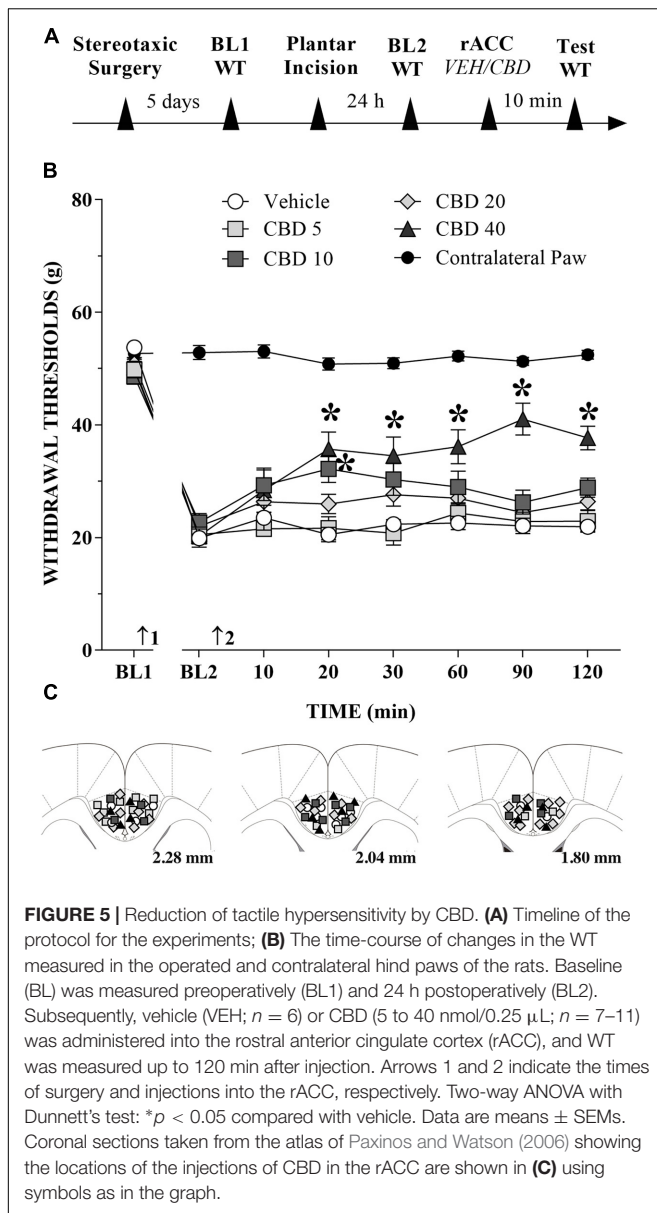 A
Stereotaxic Surgery
BL1 WT
Plantar Incision
BL2 WT
rACC VEH/CBD
Test WT
5 days
24 h
10 min
B
WITHDRAWAL THRESHOLDS (g)
80
60
40
20
0
Vehicle
CBD 5
CBD 10
CBD 20
CBD 40
Contralateral Paw
* * * * *
*
↑1
↑2
BL1 BL2 10 20 30 60 90 120
TIME (min)
C
2.28 mm
2.04 mm
1.80 mm
FIGURE 5 | Reduction of tactile hypersensitivity by CBD. (A) Timeline of the
protocol for the experiments; (B) The time-course of changes in the WT
measured in the operated and contralateral hind paws of the rats. Baseline
(BL) was measured preoperatively (BL1) and 24 h postoperatively (BL2).
Subsequently, vehicle (VEH; n = 6) or CBD (5 to 40 nmol/0.25 μL; n = 7–11)
was administered into the rostral anterior cingulate cortex (rACC), and WT
was measured up to 120 min after injection. Arrows 1 and 2 indicate the times
of surgery and injections into the rACC, respectively. Two-way ANOVA with
Dunnett's test: *p < 0.05 compared with vehicle. Data are means ± SEMs.
Coronal sections taken from the atlas of Paxinos and Watson (2006) showing
the locations of the injections of CBD in the rACC are shown in (C) using
symbols as in the graph.